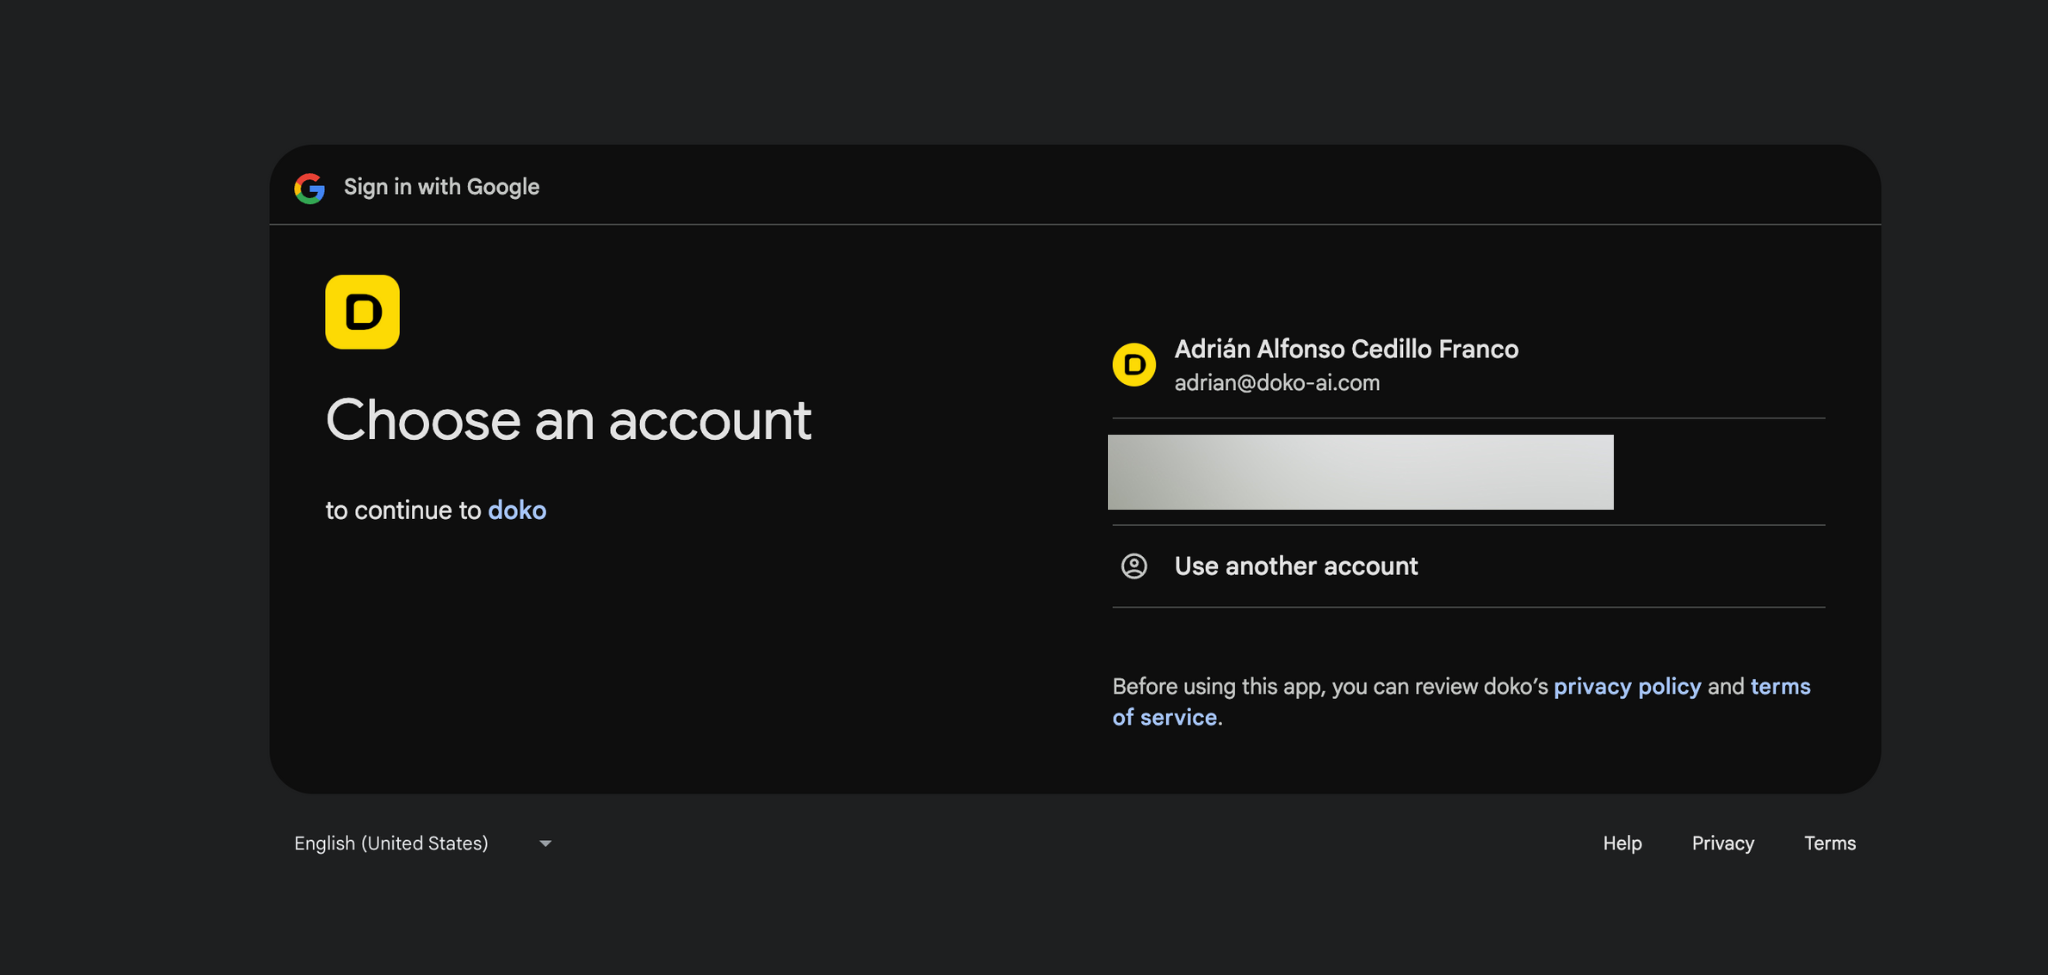 Sign in with Google
D
Choose an account
to continue to doko
D
Adrián Alfonso Cedillo Franco
adrian@doko-ai.com
Use another account
Before using this app, you can review doko’s privacy policy and terms
of service.
English (United States)
Help
Privacy
Terms